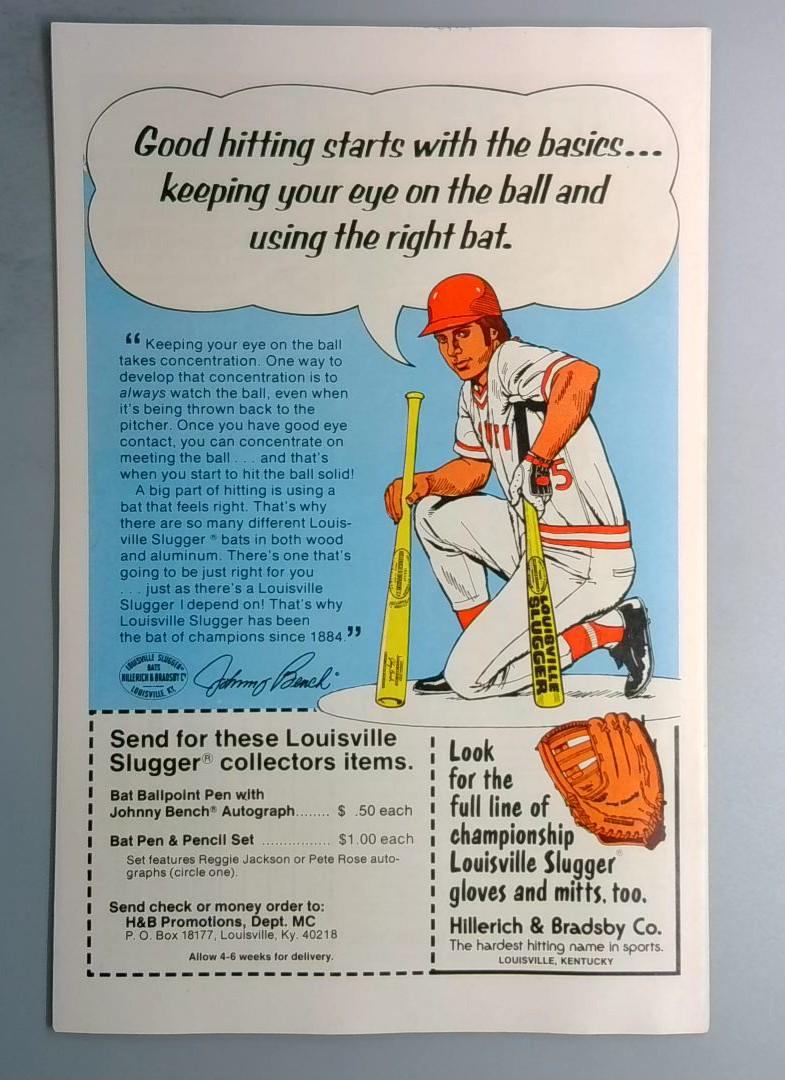 Good hitting starts with the basics...
keeping your eye on the ball and
using the right bat.
“ Keeping your eye on the ball
takes concentration. One way to
develop that concentration is to
always watch the ball, even when
it's being thrown back to the
pitcher. Once you have good eye
contact, you can concentrate on
meeting the ball . . . and that's
when you start to hit the ball solid!
A big part of hitting is using a
bat that feels right. That's why
there are so many different Louis-
ville Slugger ® bats in both wood
and aluminum. There's one that's
going to be just right for you
. . . just as there's a Louisville
Slugger I depend on! That's why
Louisville Slugger has been
the bat of champions since 1884.”
LOUISVILLE SLUGGER®
BATS
HILLERICH & BRADSBY Cº
LOUISVILLE, KY.
Johnny Bench®
5
LOUISVILLE
SLUGGER
Send for these Louisville
Slugger® collectors items.
Bat Ballpoint Pen with
Johnny Bench® Autograph........ $ .50 each
Bat Pen & Pencil Set ................ $1.00 each
Set features Reggie Jackson or Pete Rose auto-
graphs (circle one).
Send check or money order to:
H&B Promotions, Dept. MC
P. O. Box 18177, Louisville, Ky. 40218
Allow 4-6 weeks for delivery.
Look
for the
full line of
championship
Louisville Slugger®
gloves and mitts, too.
Hillerich & Bradsby Co.
The hardest hitting name in sports.
LOUISVILLE, KENTUCKY